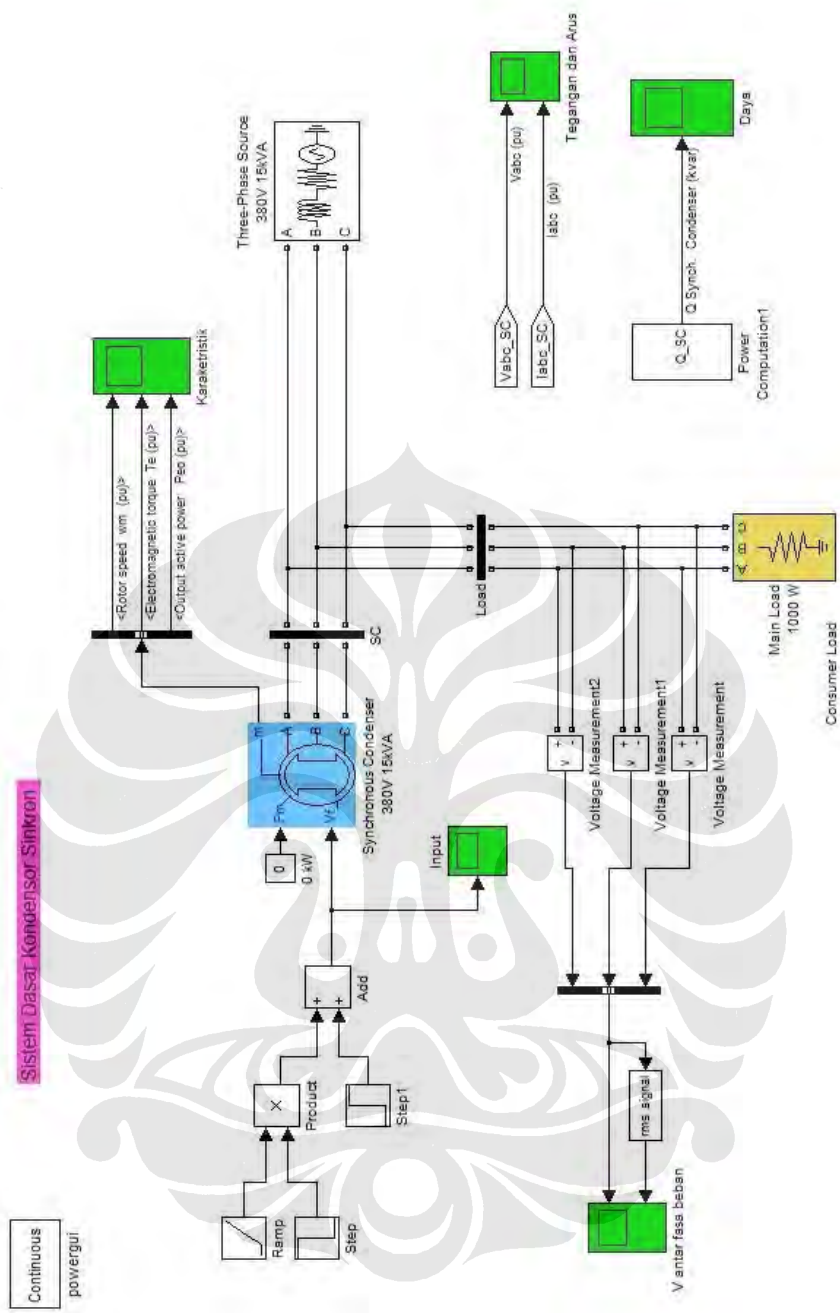 Continuous
powergui
Sistem Dasar Kondensor Sinkron
Ramp
Step
Product
Step1
Add
+
+
0
0 kW
Pm
Vf
m
A
B
C
Synchronous Condenser
380V 15kVA
Input
<Rotor speed wm (pu)>
<Electromagnetic torque Te (pu)>
<Output active power Peo (pu)>
Karaketristik
SC
Three-Phase Source
380V 15kVA
A
B
C
Load
V antar fasa beban
rms signal
+
-
v
Voltage Measurement2
+
-
v
Voltage Measurement1
+
-
v
Voltage Measurement
A
B
C
Main Load
1000 W
Consumer Load
Vabc_SC
Vabc (pu)
Iabc_SC
Iabc (pu)
Tegangan dan Arus
Q_SC
Q Synch. Condenser (kvar)
Power
Computation1
Daya